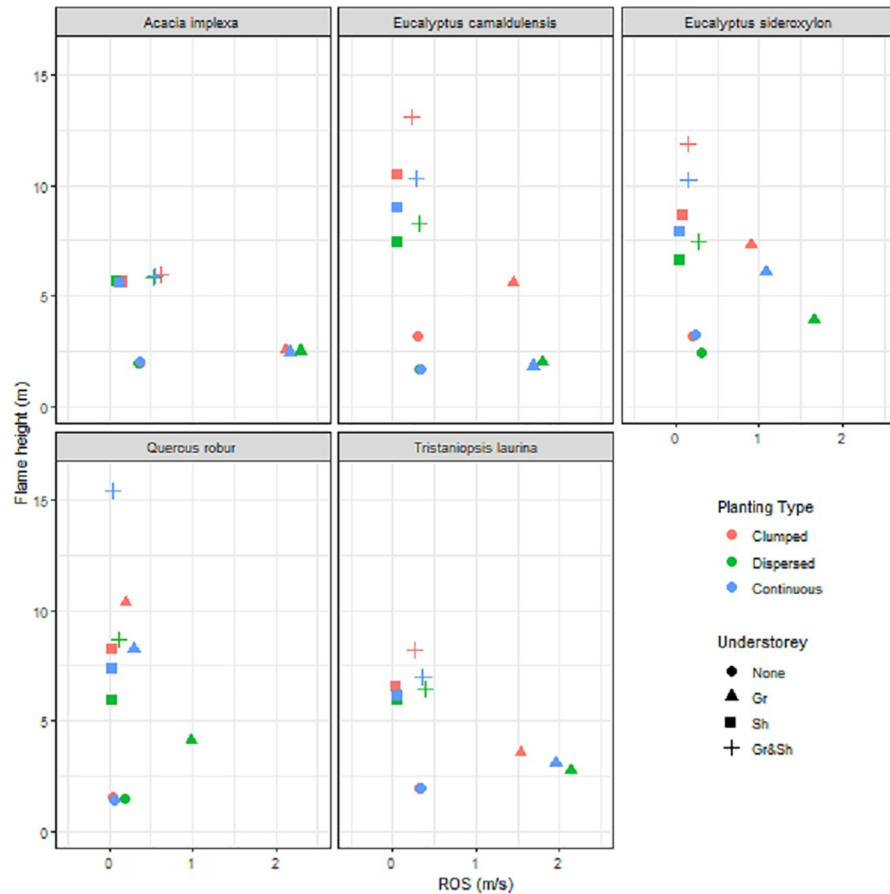 Acacia implexa
Eucalyptus camaldulensis
Eucalyptus sideroxylon
15
10
5
0
0
1
2
Quercus robur
Tristaniopsis laurina
15
10
5
0
Planting Type
Clumped
Dispersed
Continuous
Understorey
None
Gr
Sh
Gr&Sh
0
1
2
0
1
2
Flame height (m)
ROS (m/s)